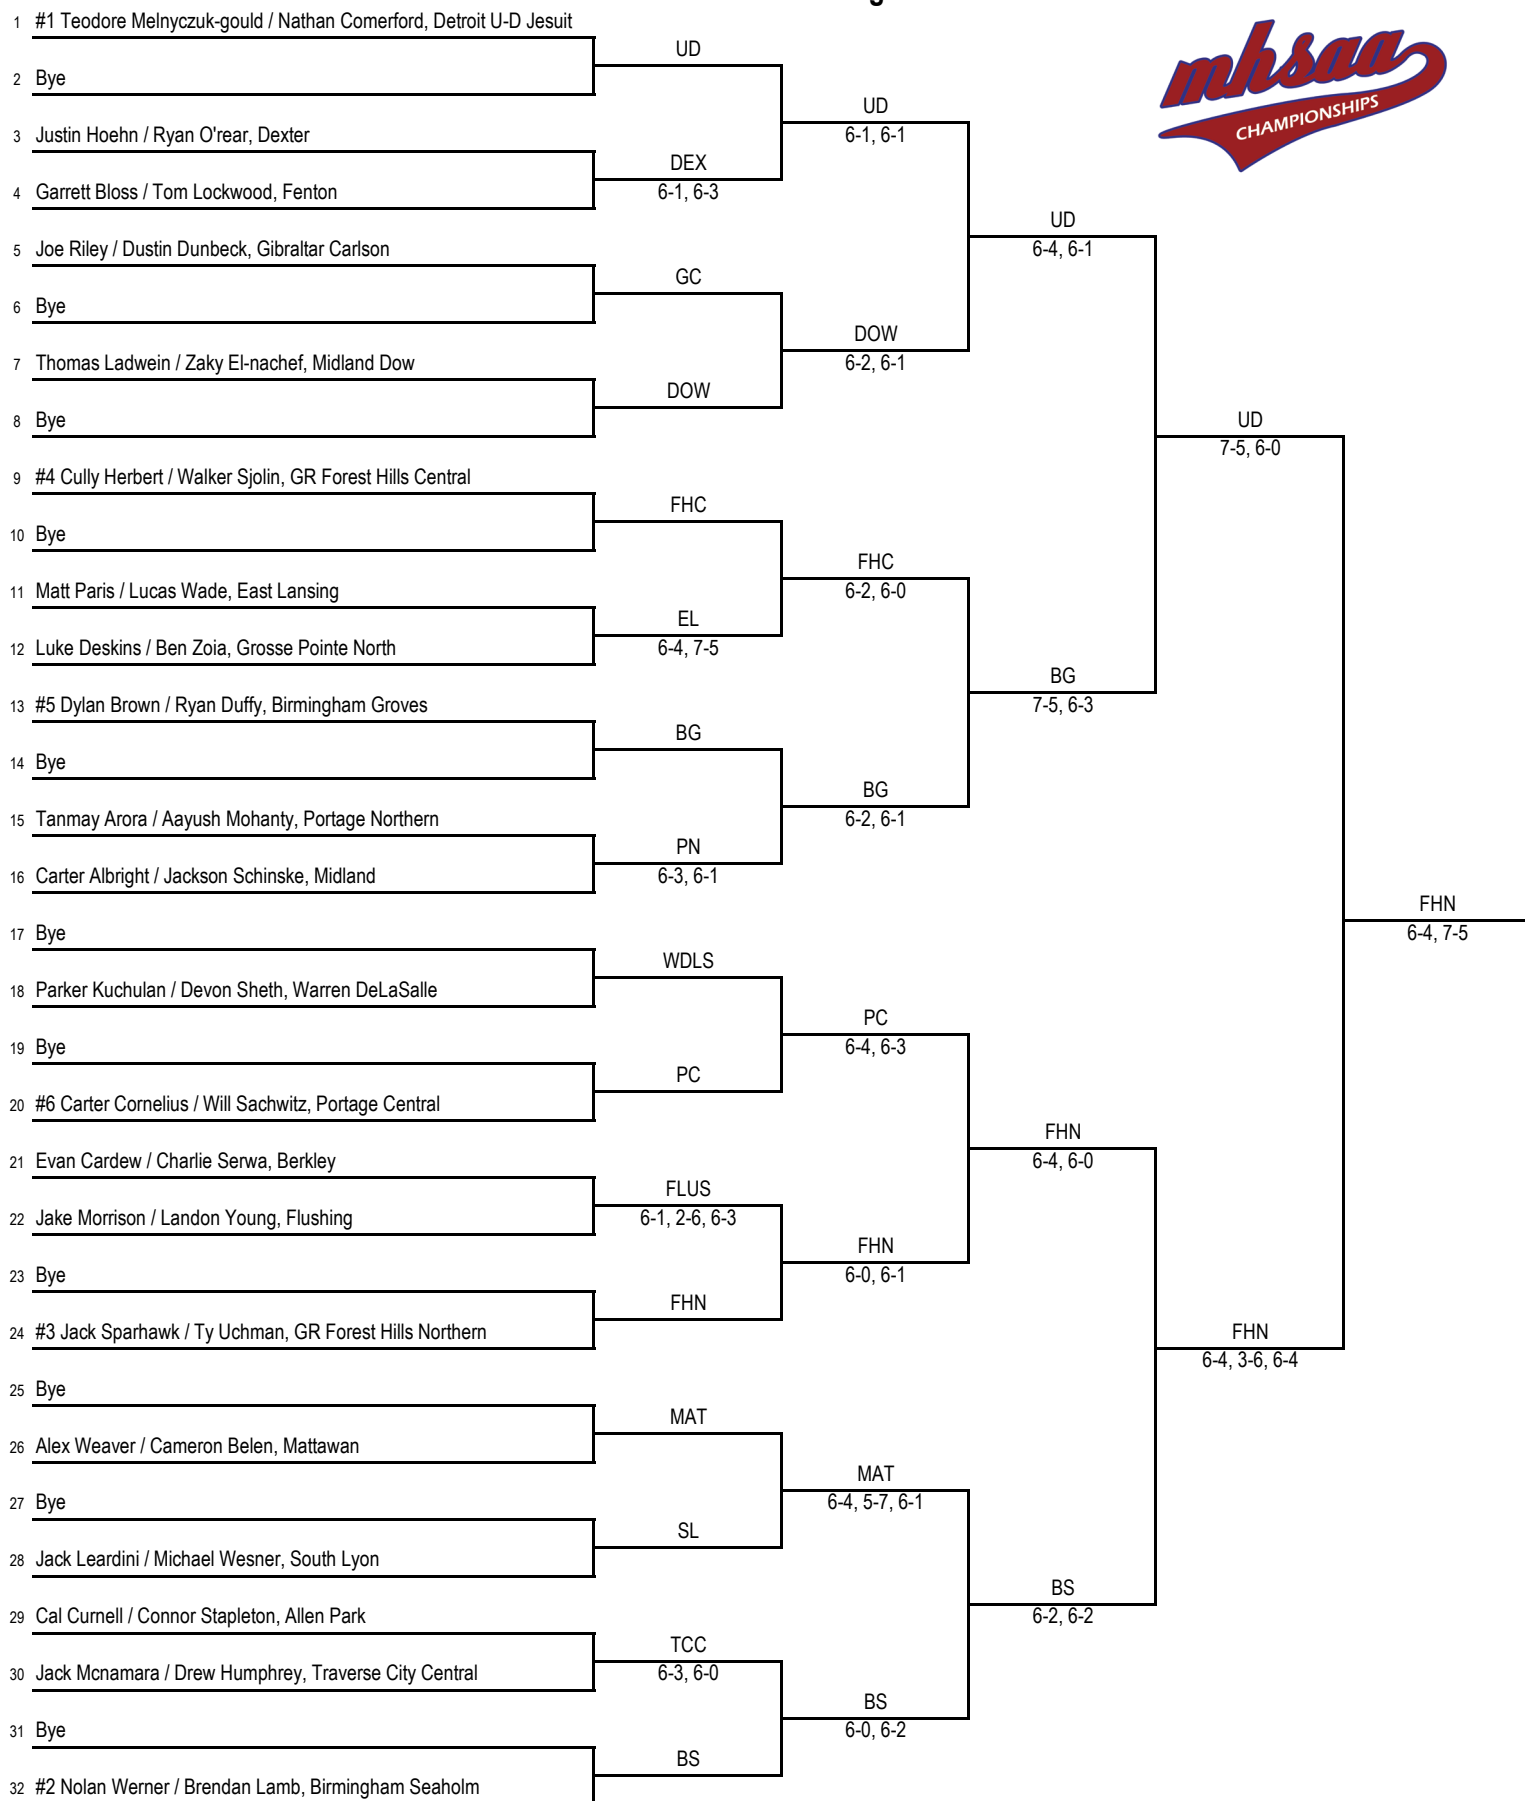 mhsaa
CHAMPIONSHIPS
1 #1 Teodore Melnyczuk-gould / Nathan Comerford, Detroit U-D Jesuit
UD
2 Bye
UD
6-1, 6-1
3 Justin Hoehn / Ryan O'rear, Dexter
DEX
6-1, 6-3
4 Garrett Bloss / Tom Lockwood, Fenton
UD
6-4, 6-1
5 Joe Riley / Dustin Dunbeck, Gibraltar Carlson
GC
6 Bye
DOW
6-2, 6-1
7 Thomas Ladwein / Zaky El-nachef, Midland Dow
DOW
8 Bye
UD
7-5, 6-0
9 #4 Cully Herbert / Walker Sjolin, GR Forest Hills Central
FHC
10 Bye
FHC
6-2, 6-0
11 Matt Paris / Lucas Wade, East Lansing
EL
6-4, 7-5
12 Luke Deskins / Ben Zoia, Grosse Pointe North
BG
7-5, 6-3
13 #5 Dylan Brown / Ryan Duffy, Birmingham Groves
BG
14 Bye
BG
6-2, 6-1
15 Tanmay Arora / Aayush Mohanty, Portage Northern
PN
6-3, 6-1
16 Carter Albright / Jackson Schinske, Midland
FHN
6-4, 7-5
17 Bye
WDLS
18 Parker Kuchulan / Devon Sheth, Warren DeLaSalle
PC
6-4, 6-3
19 Bye
PC
20 #6 Carter Cornelius / Will Sachwitz, Portage Central
FHN
6-4, 6-0
21 Evan Cardew / Charlie Serwa, Berkley
FLUS
6-1, 2-6, 6-3
22 Jake Morrison / Landon Young, Flushing
FHN
6-0, 6-1
23 Bye
FHN
24 #3 Jack Sparhawk / Ty Uchman, GR Forest Hills Northern
FHN
6-4, 3-6, 6-4
25 Bye
MAT
26 Alex Weaver / Cameron Belen, Mattawan
MAT
6-4, 5-7, 6-1
27 Bye
SL
28 Jack Leardini / Michael Wesner, South Lyon
BS
6-2, 6-2
29 Cal Curnell / Connor Stapleton, Allen Park
TCC
6-3, 6-0
30 Jack Mcnamara / Drew Humphrey, Traverse City Central
BS
6-0, 6-2
31 Bye
BS
32 #2 Nolan Werner / Brendan Lamb, Birmingham Seaholm